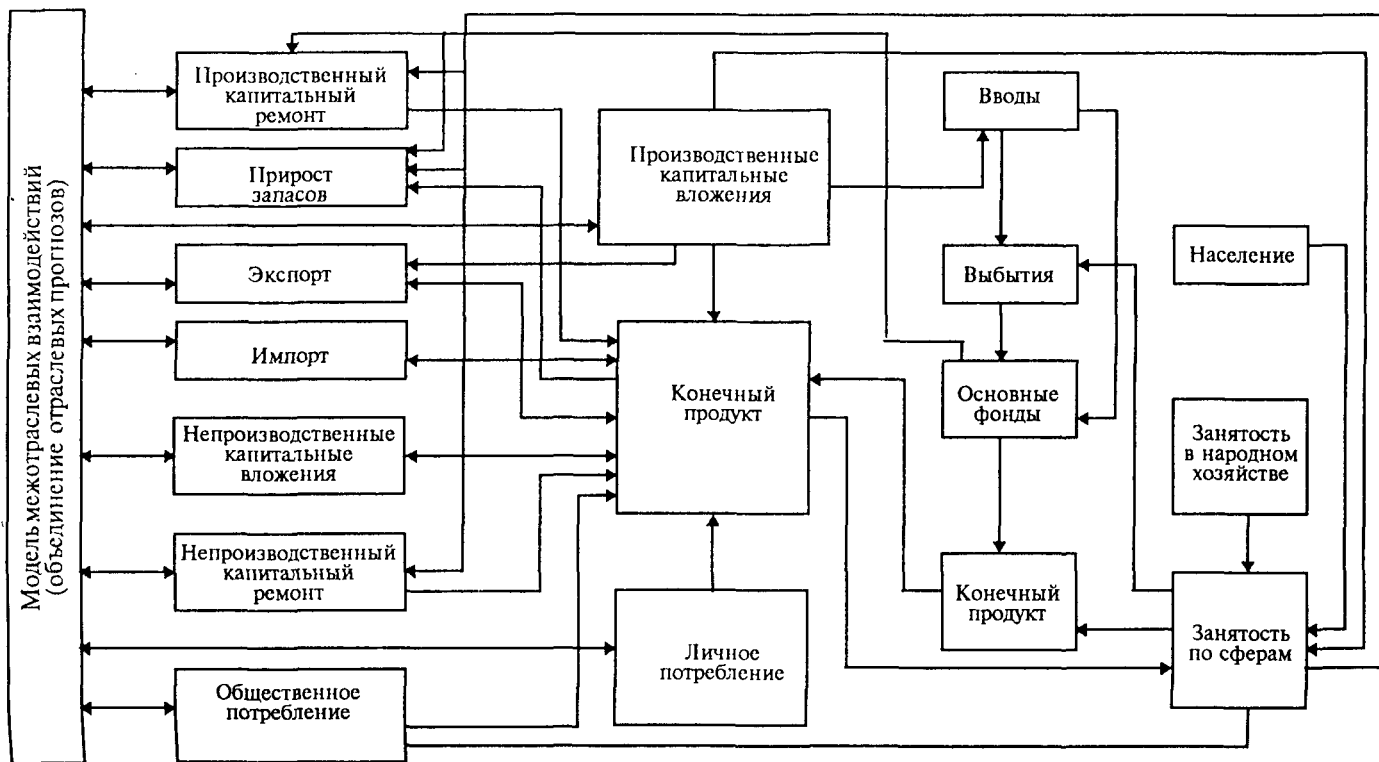 Модель межотраслевых взаимодействий
(объединение отраслевых прогнозов)
Производственный
капитальный
ремонт
Прирост
запасов
Экспорт
Импорт
Непроизводственные
капитальные
вложения
Непроизводственный
капитальный
ремонт
Общественное
потребление
Производственные
капитальные
вложения
Конечный
продукт
Личное
потребление
Вводы
Выбытия
Основные
фонды
Конечный
продукт
Население
Занятость
в народном
хозяйстве
Занятость
по сферам